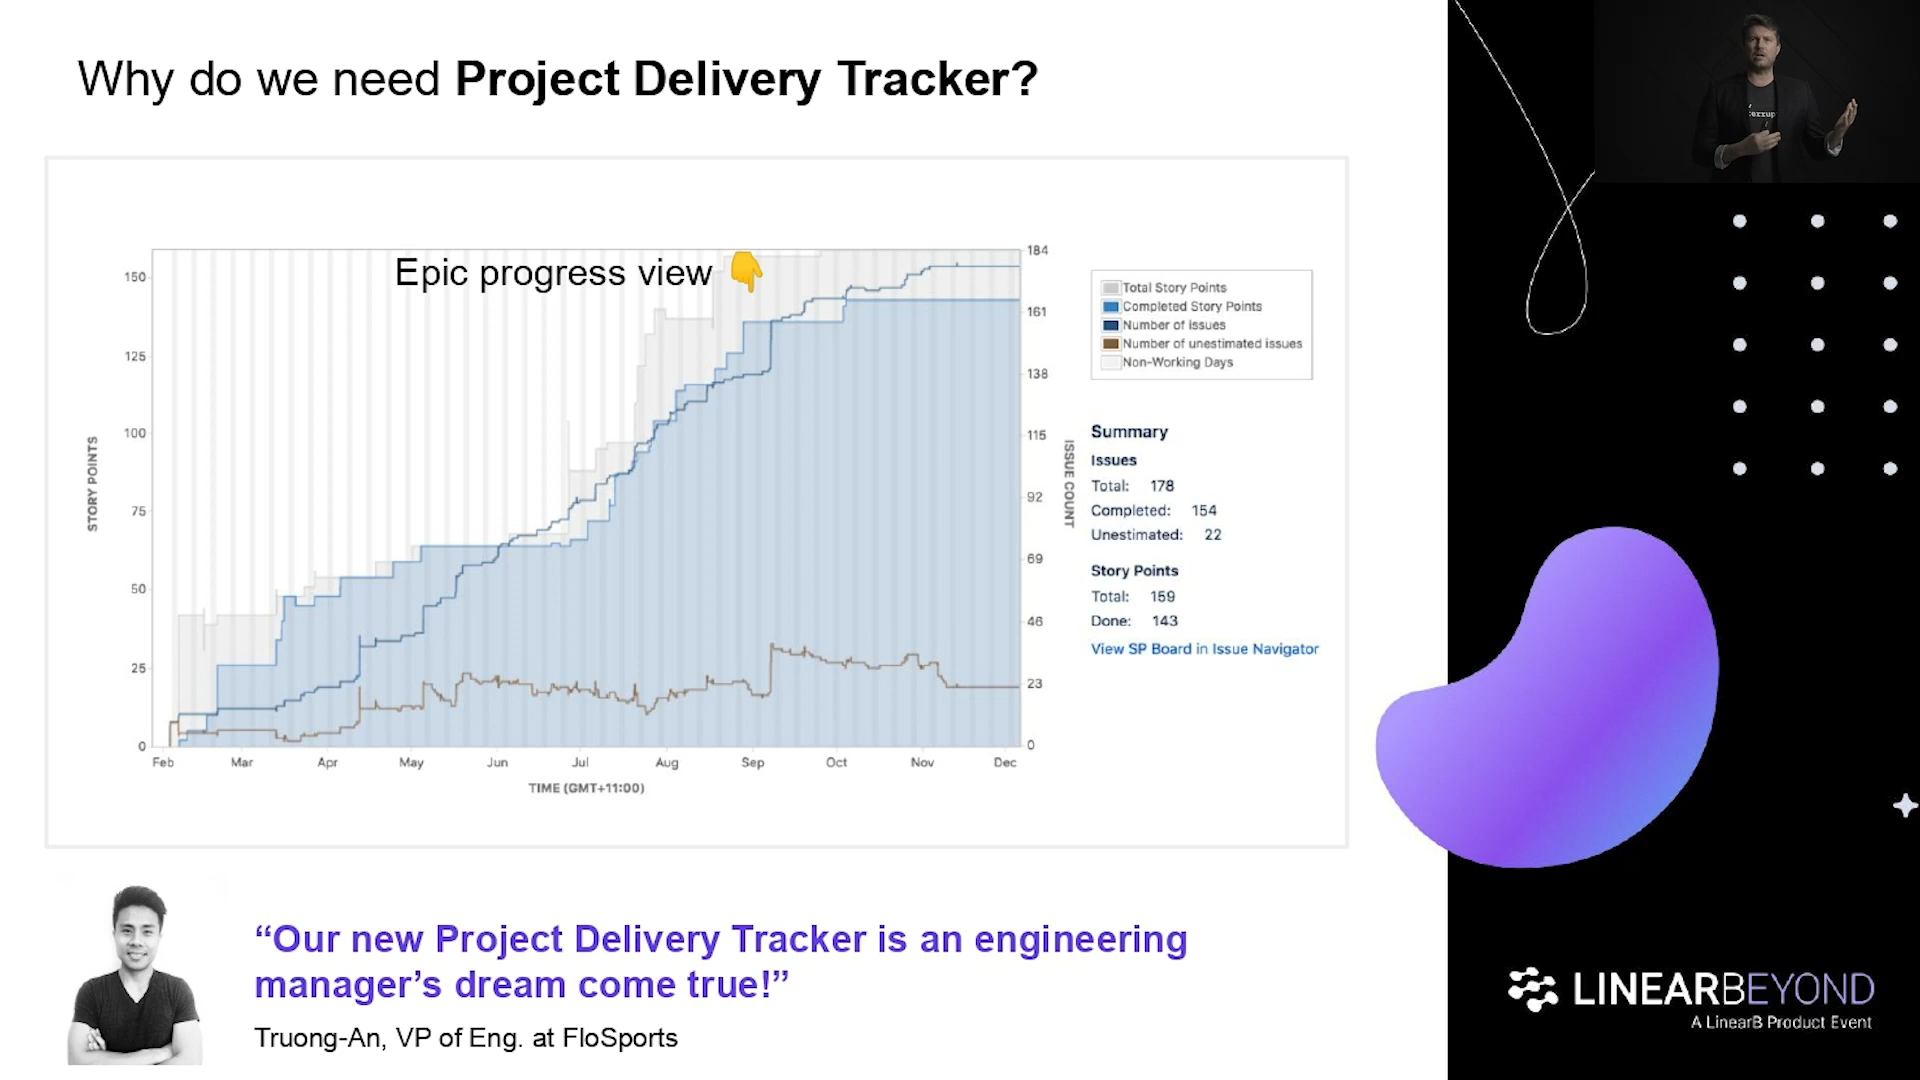 Why do we need Project Delivery Tracker?
Epic progress view
150
125
100
75
50
25
0
STORY POINTS
184
161
138
115
92
69
46
23
0
ISSUE COUNT
Feb Mar Apr May Jun Jul Aug Sep Oct Nov Dec
TIME (GMT+11:00)
Total Story Points
Completed Story Points
Number of issues
Number of unestimated issues
Non-Working Days
Summary
Issues
Total: 178
Completed: 154
Unestimated: 22
Story Points
Total: 159
Done: 143
View SP Board in Issue Navigator
“Our new Project Delivery Tracker is an engineering
manager’s dream come true!”
Truong-An, VP of Eng. at FloSports
LINEARBEYOND
A LinearB Product Event